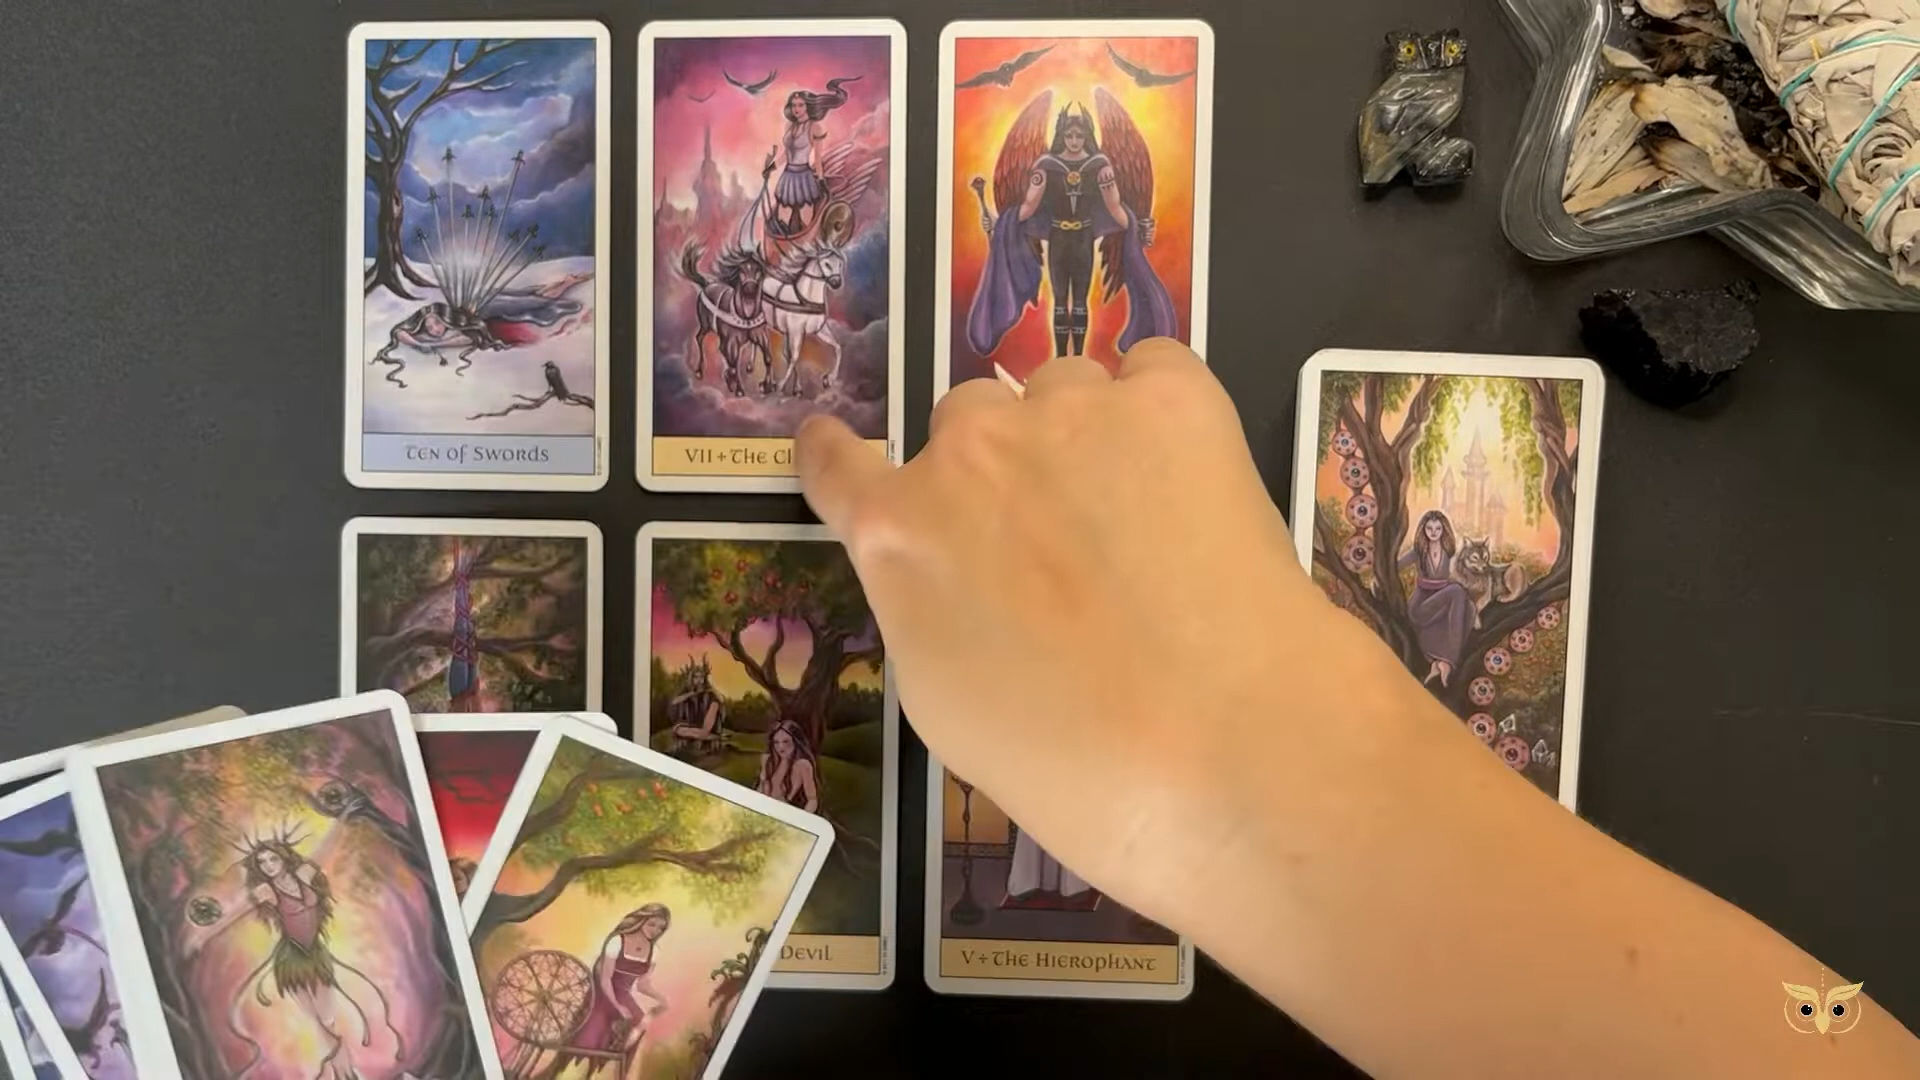 Ten of Swords
VII + The Ch
Devil
V + The Hierophant